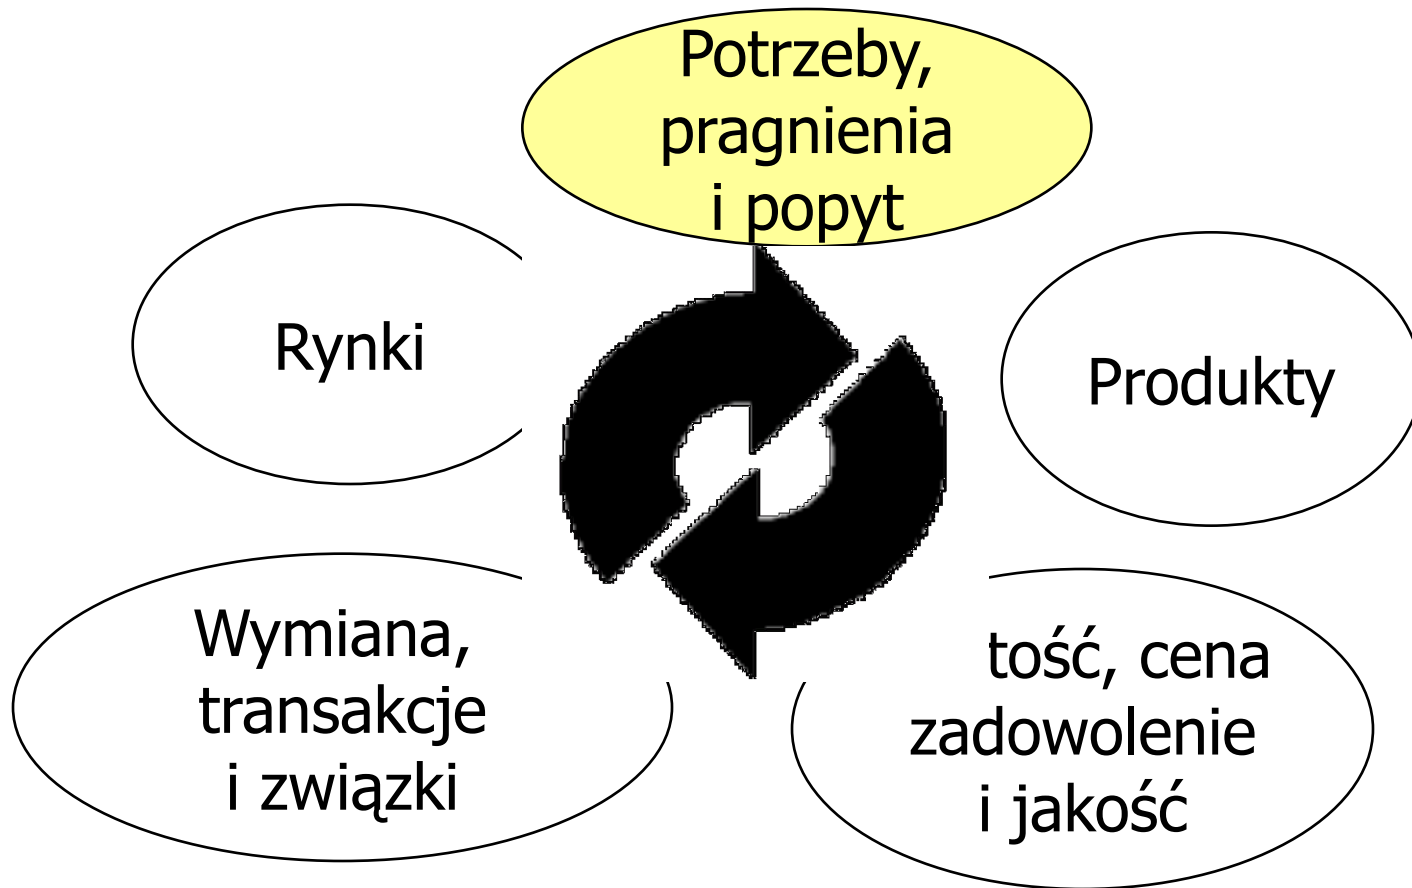 Potrzeby,
pragnienia
i popyt
Rynki
Produkty
Wymiana,
transakcje
i związki
tość, cena
zadowolenie
i jakość